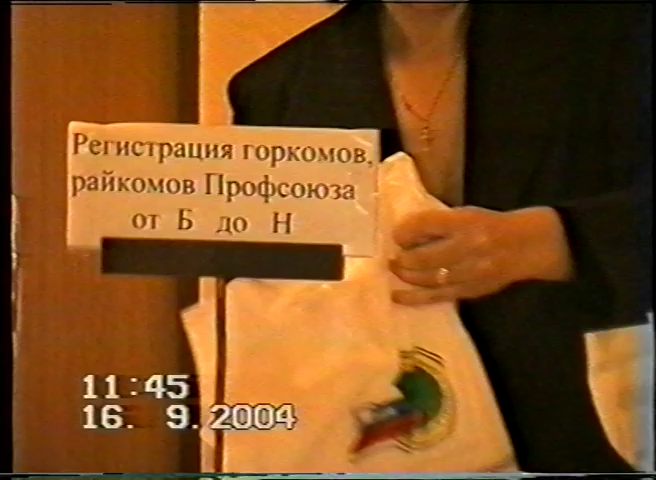 Регистрация горкомов,
райкомов Профсоюза
от Б до Н
11:45
16. 9.2004